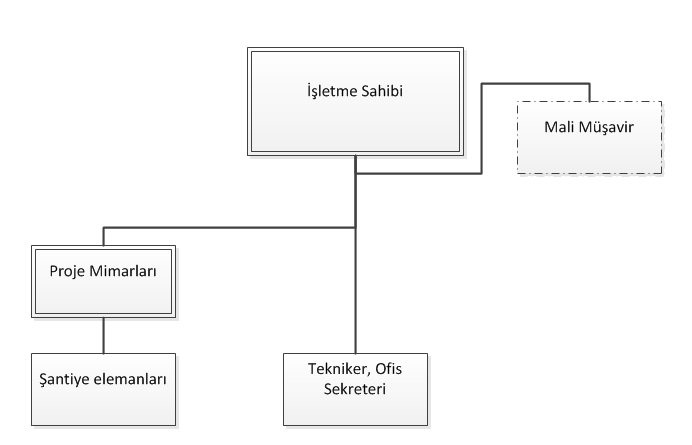 İşletme Sahibi
Mali Müşavir
Proje Mimarları
Şantiye elemanları
Tekniker, Ofis
Sekreteri